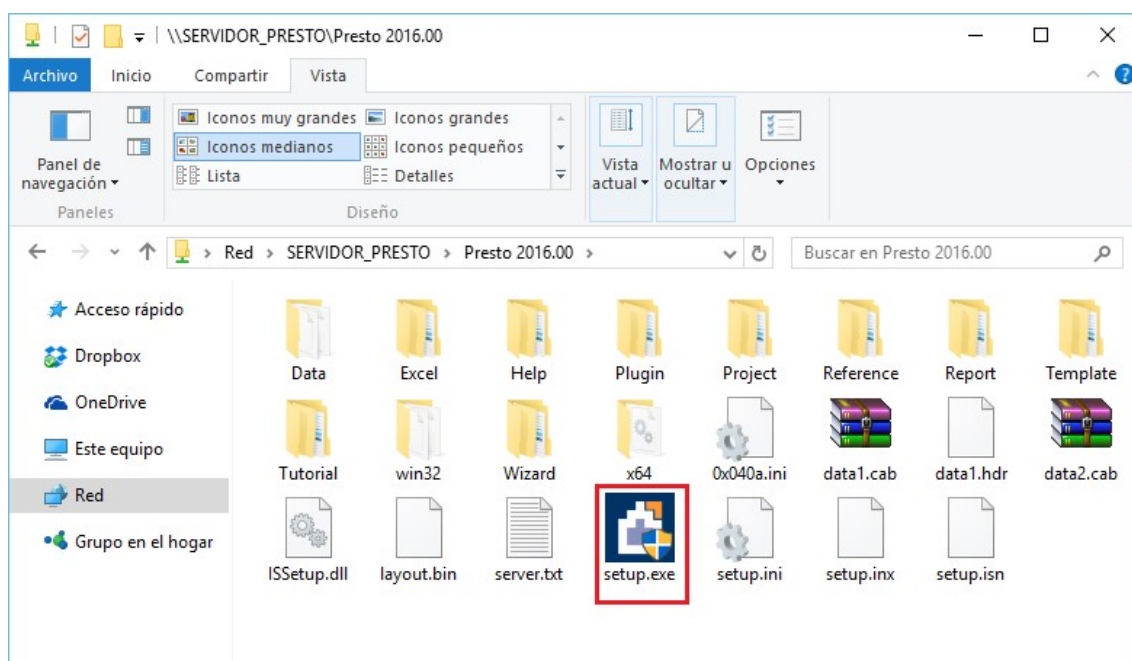 \\SERVIDOR_PRESTO\Presto 2016.00
Archivo Inicio Compartir Vista
Iconos muy grandes Iconos grandes
Iconos medianos Iconos pequeños
Lista Detalles
Panel de navegación
Vista actual
Mostrar u ocultar
Opciones
Paneles Diseño
Red > SERVIDOR_PRESTO > Presto 2016.00 >
Buscar en Presto 2016.00
Acceso rápido
Dropbox
OneDrive
Este equipo
Red
Grupo en el hogar
Data Excel Help Plugin Project Reference Report Template
Tutorial win32 Wizard x64 0x040a.ini data1.cab data1.hdr data2.cab
ISSetup.dll layout.bin server.txt setup.exe setup.ini setup.inx setup.isn